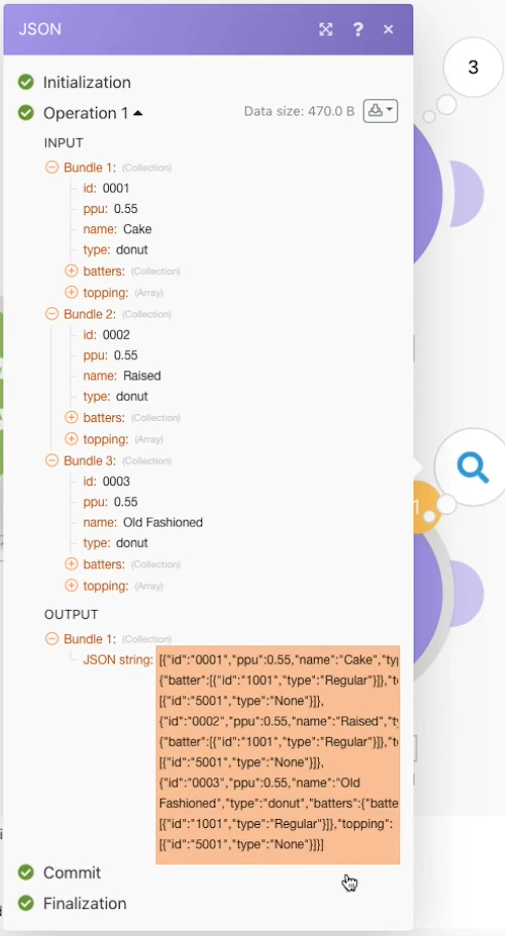 JSON
?
3
Initialization
Operation 1
Data size: 470.0 B
INPUT
Bundle 1: (Collection)
id: 0001
ppu: 0.55
name: Cake
type: donut
batters: (Collection)
topping: (Array)
Bundle 2: (Collection)
id: 0002
ppu: 0.55
name: Raised
type: donut
batters: (Collection)
topping: (Array)
Bundle 3: (Collection)
id: 0003
ppu: 0.55
name: Old Fashioned
type: donut
batters: (Collection)
topping: (Array)
1
OUTPUT
Bundle 1: (Collection)
JSON string: [{"id":"0001","ppu":0.55,"name":"Cake","typ
{"batter":[{"id":"1001","type":"Regular"}]},"t
[{"id":"5001","type":"None"}]},
{"id":"0002","ppu":0.55,"name":"Raised","t
{"batter":[{"id":"1001","type":"Regular"}]},"t
[{"id":"5001","type":"None"}]},
{"id":"0003","ppu":0.55,"name":"Old
Fashioned","type":"donut","batters":{"batte
[{"id":"1001","type":"Regular"}]},"topping":
[{"id":"5001","type":"None"}]}]
Commit
Finalization